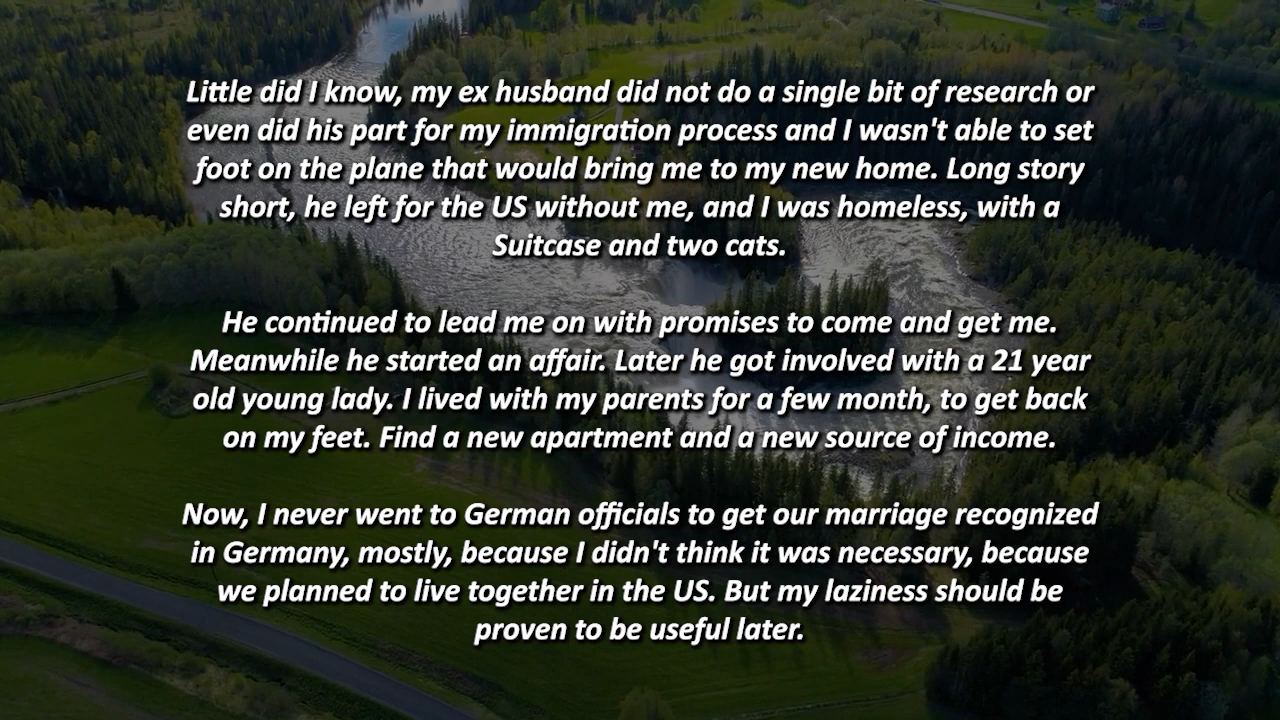 Little did I know, my ex husband did not do a single bit of research or
even did his part for my immigration process and I wasn't able to set
foot on the plane that would bring me to my new home. Long story
short, he left for the US without me, and I was homeless, with a
Suitcase and two cats.
He continued to lead me on with promises to come and get me.
Meanwhile he started an affair. Later he got involved with a 21 year
old young lady. I lived with my parents for a few month, to get back
on my feet. Find a new apartment and a new source of income.
Now, I never went to German officials to get our marriage recognized
in Germany, mostly, because I didn't think it was necessary, because
we planned to live together in the US. But my laziness should be
proven to be useful later.